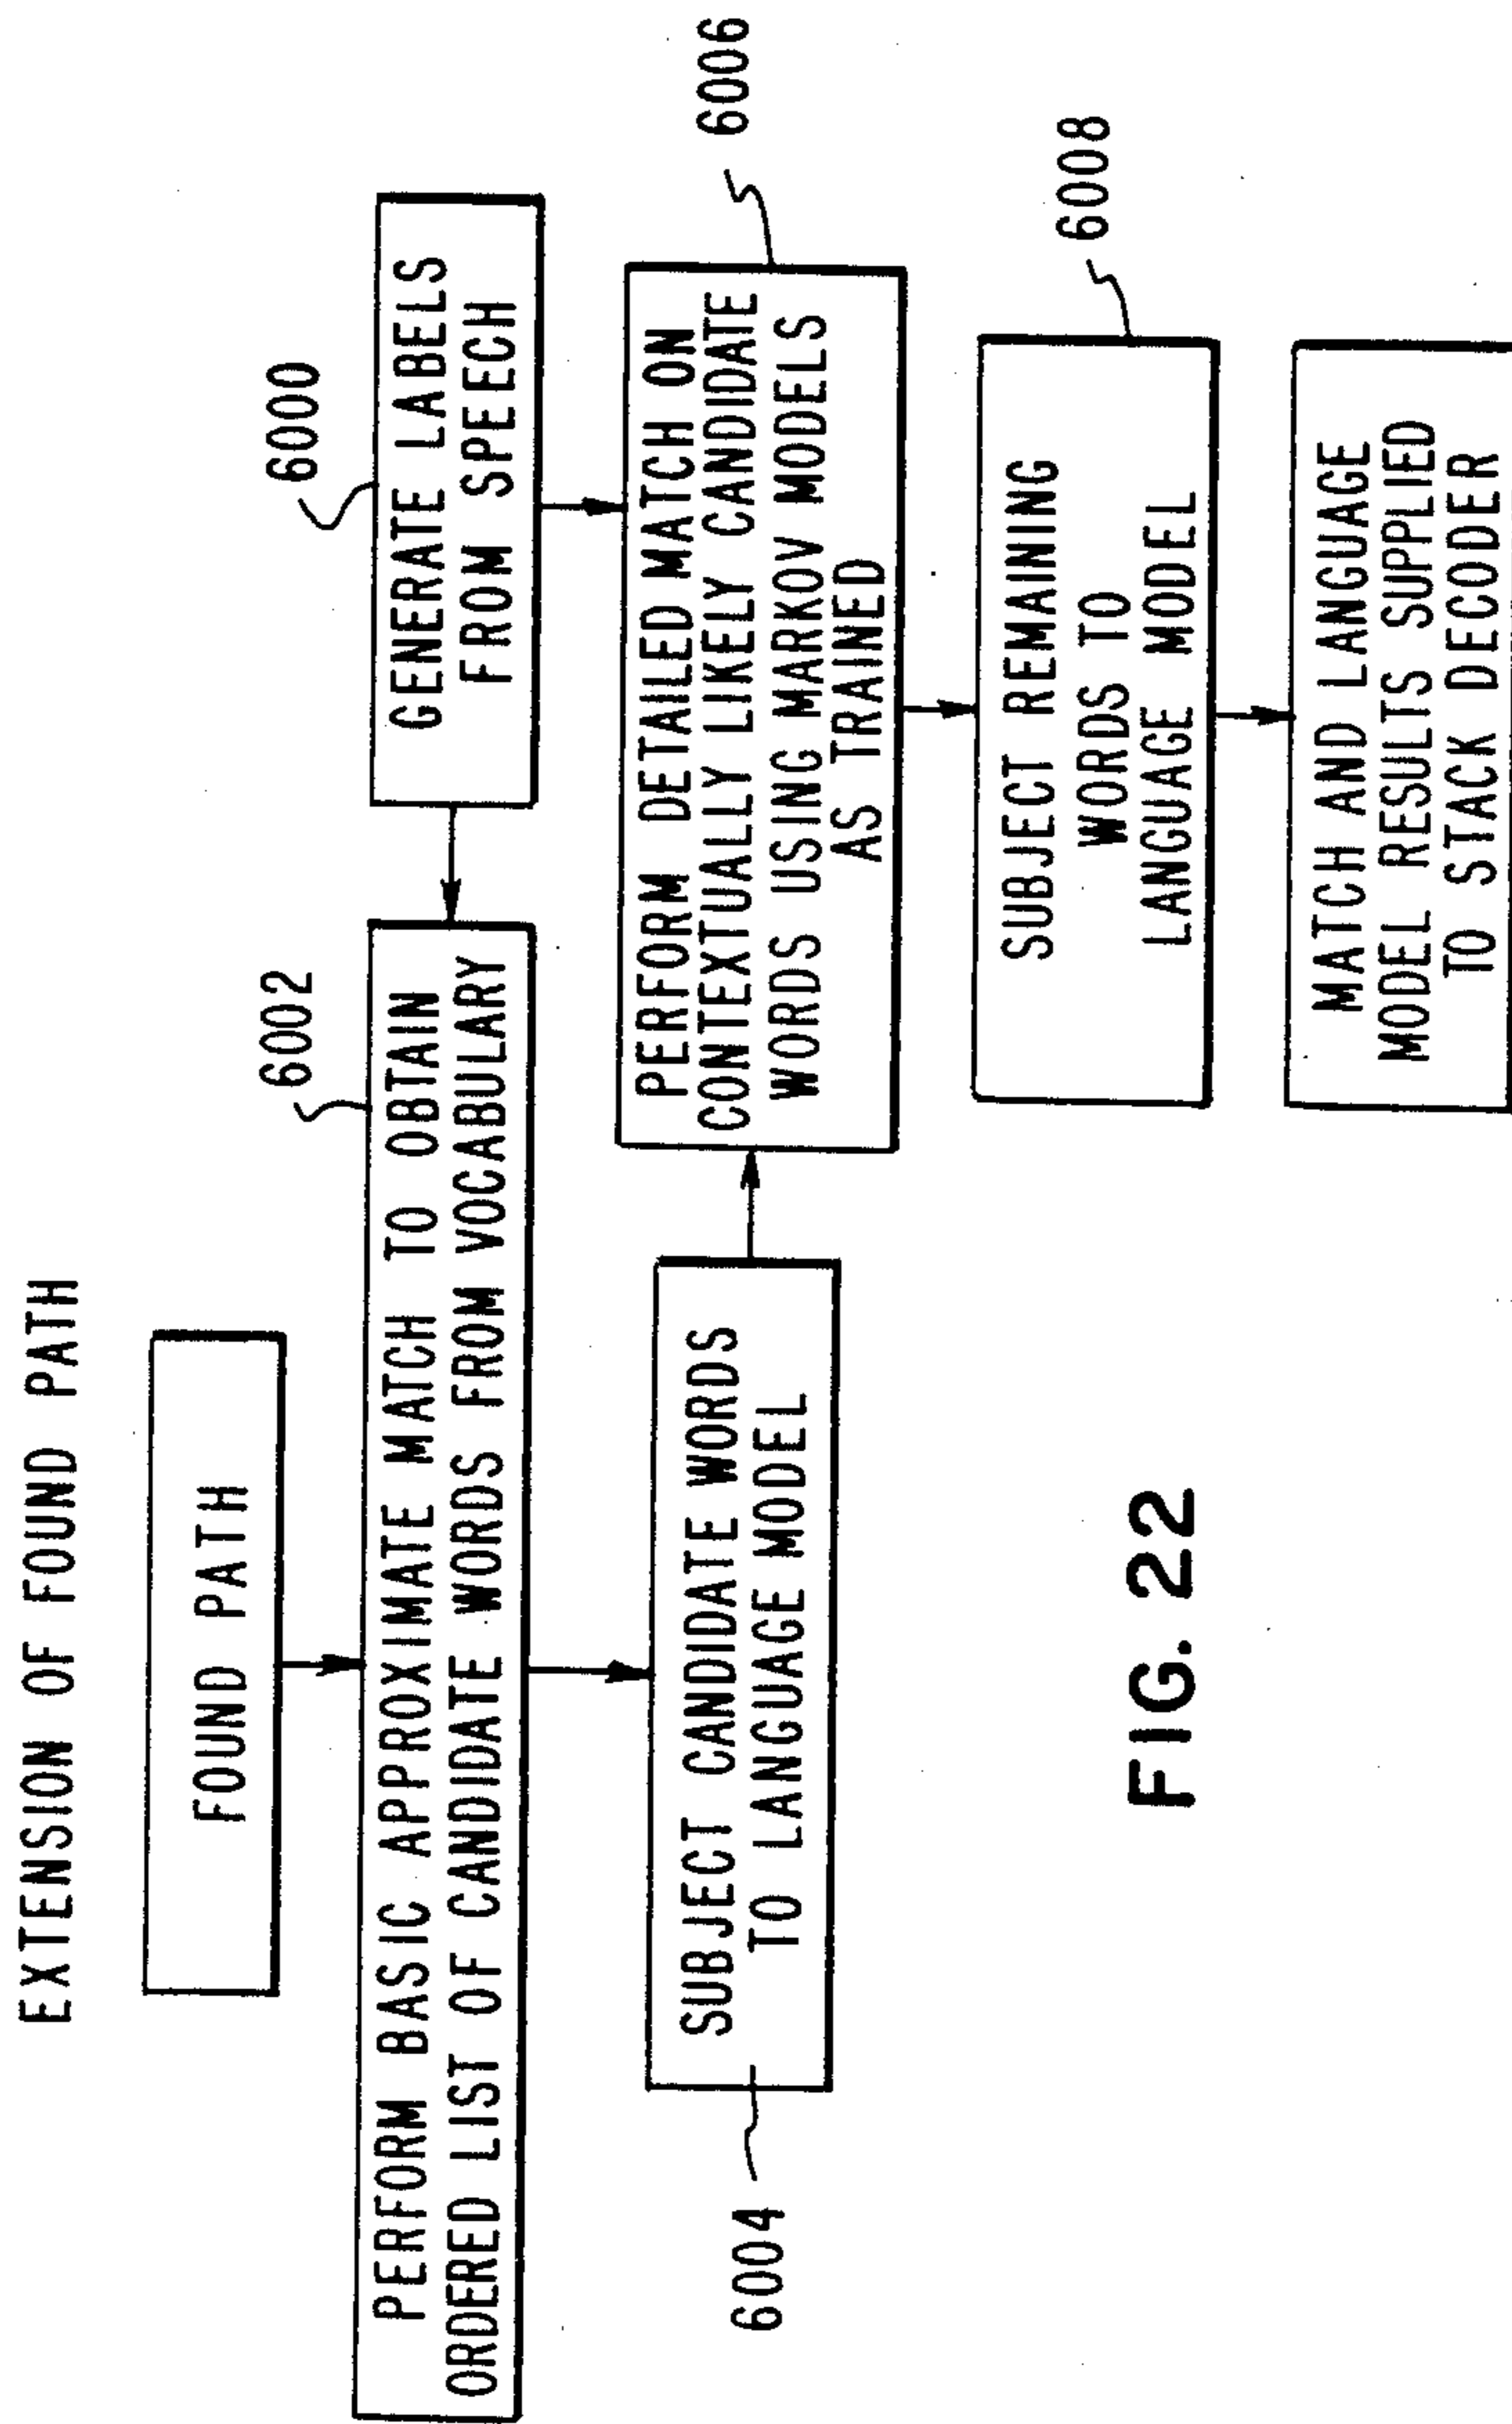 EXTENSION OF FOUND PATH
FOUND PATH
6002
PERFORM BASIC APPROXIMATE MATCH TO OBTAIN
ORDERED LIST OF CANDIDATE WORDS FROM VOCABULARY
6000
GENERATE LABELS
FROM SPEECH
6004
SUBJECT CANDIDATE WORDS
TO LANGUAGE MODEL
6006
PERFORM DETAILED MATCH ON
CONTEXTUALLY LIKELY CANDIDATE
WORDS USING MARKOV MODELS
AS TRAINED
6008
SUBJECT REMAINING
WORDS TO
LANGUAGE MODEL
MATCH AND LANGUAGE
MODEL RESULTS SUPPLIED
TO STACK DECODER
FIG. 22